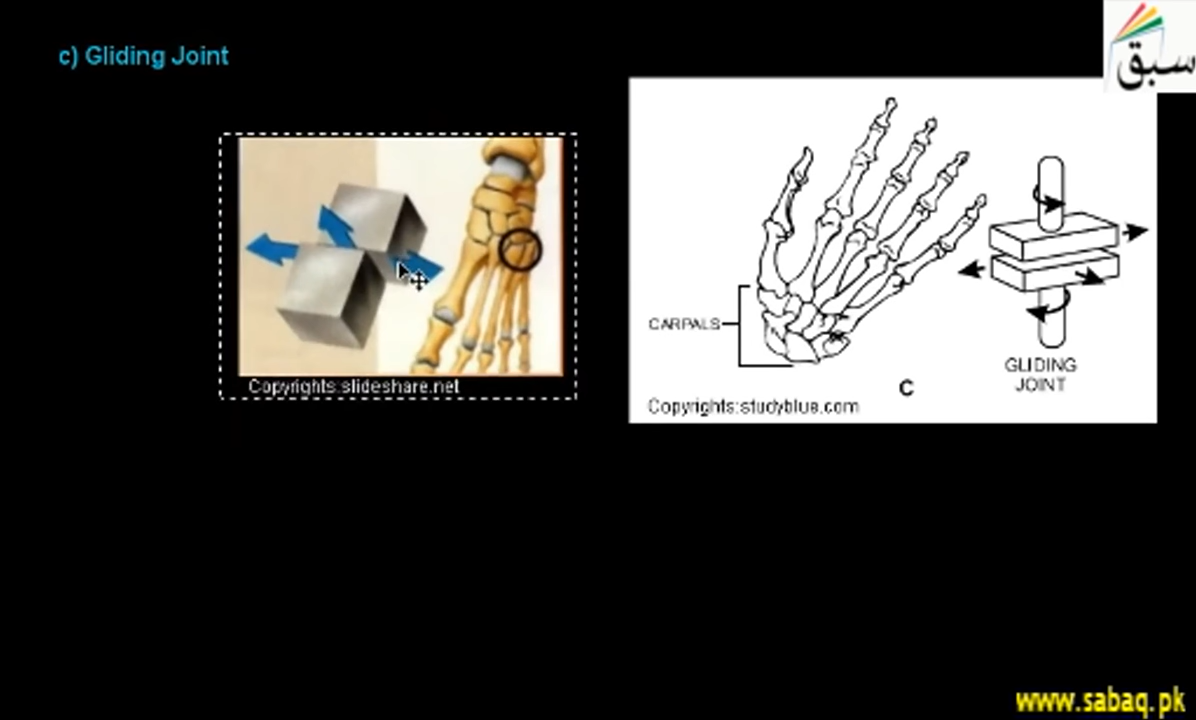 سبق
c) Gliding Joint
CARPALS
GLIDING
JOINT
C
Copyrights:slideshare.net
Copyrights:studyblue.com
www.sabaq.pk